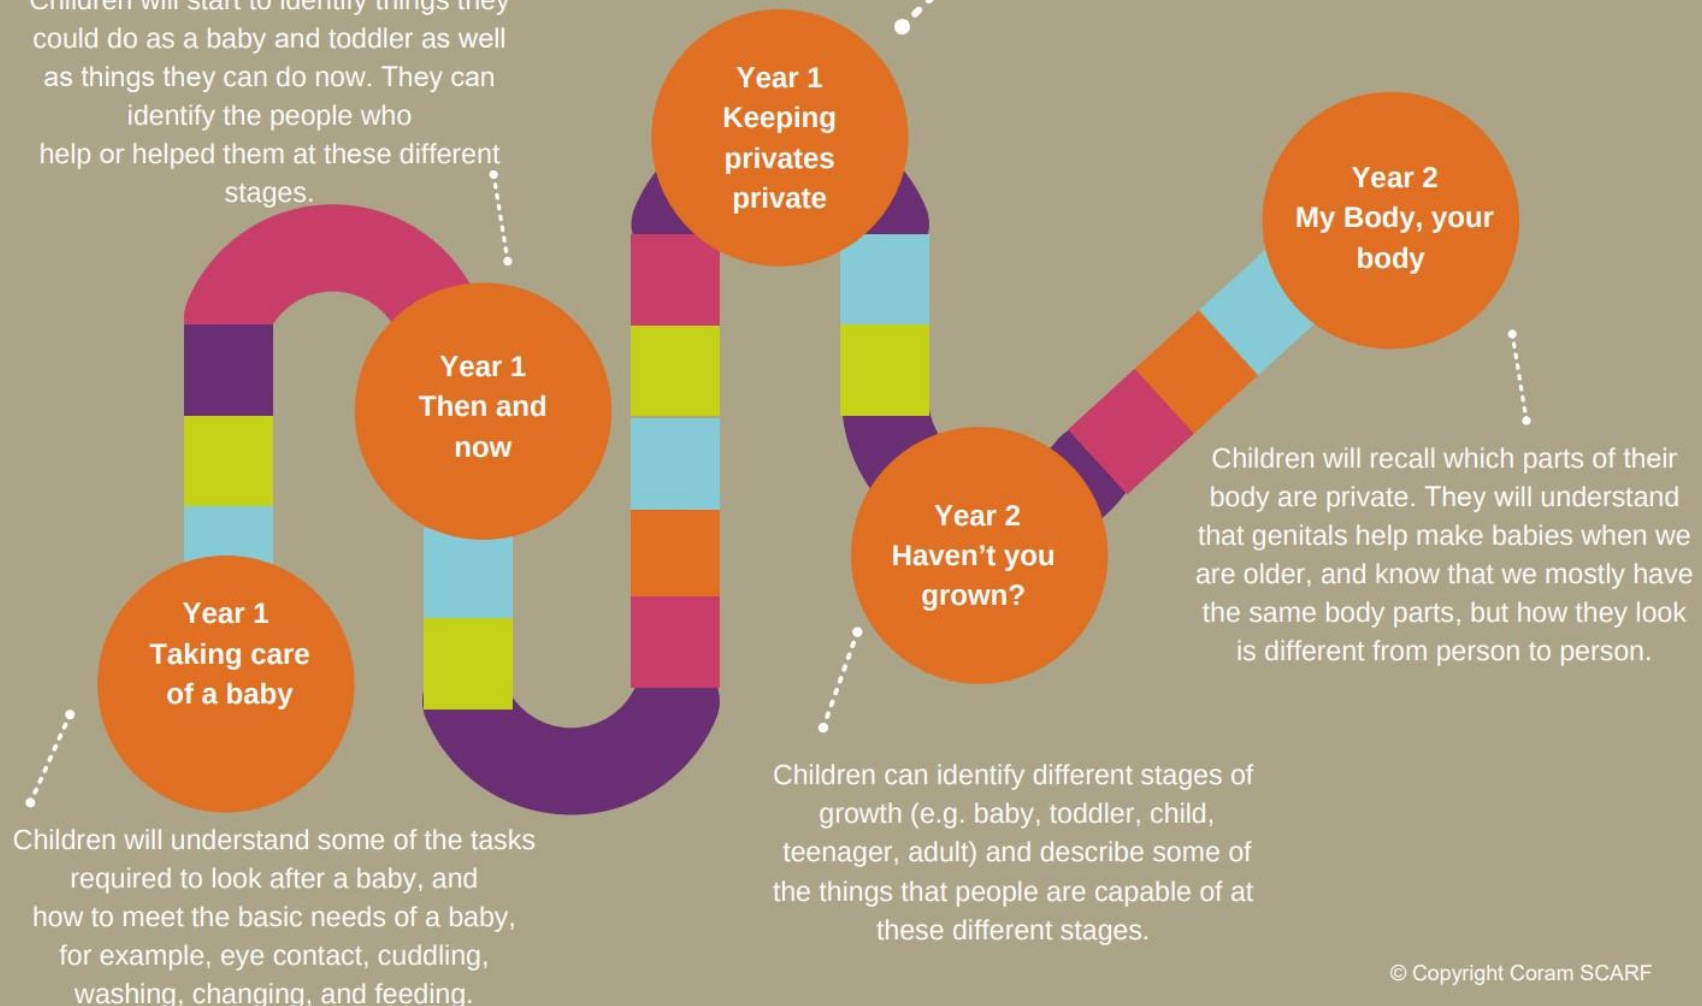 Children will start to identify things they
could do as a baby and toddler as well
as things they can do now. They can
identify the people who
help or helped them at these different
stages.
Year 1
Then and
now
Year 1
Taking care
of a baby
Children will understand some of the tasks
required to look after a baby, and
how to meet the basic needs of a baby,
for example, eye contact, cuddling,
washing, changing, and feeding.
Year 1
Keeping
privates
private
Year 2
Haven’t you
grown?
Children can identify different stages of
growth (e.g. baby, toddler, child,
teenager, adult) and describe some of
the things that people are capable of at
these different stages.
Year 2
My Body, your
body
Children will recall which parts of their
body are private. They will understand
that genitals help make babies when we
are older, and know that we mostly have
the same body parts, but how they look
is different from person to person.
© Copyright Coram SCARF